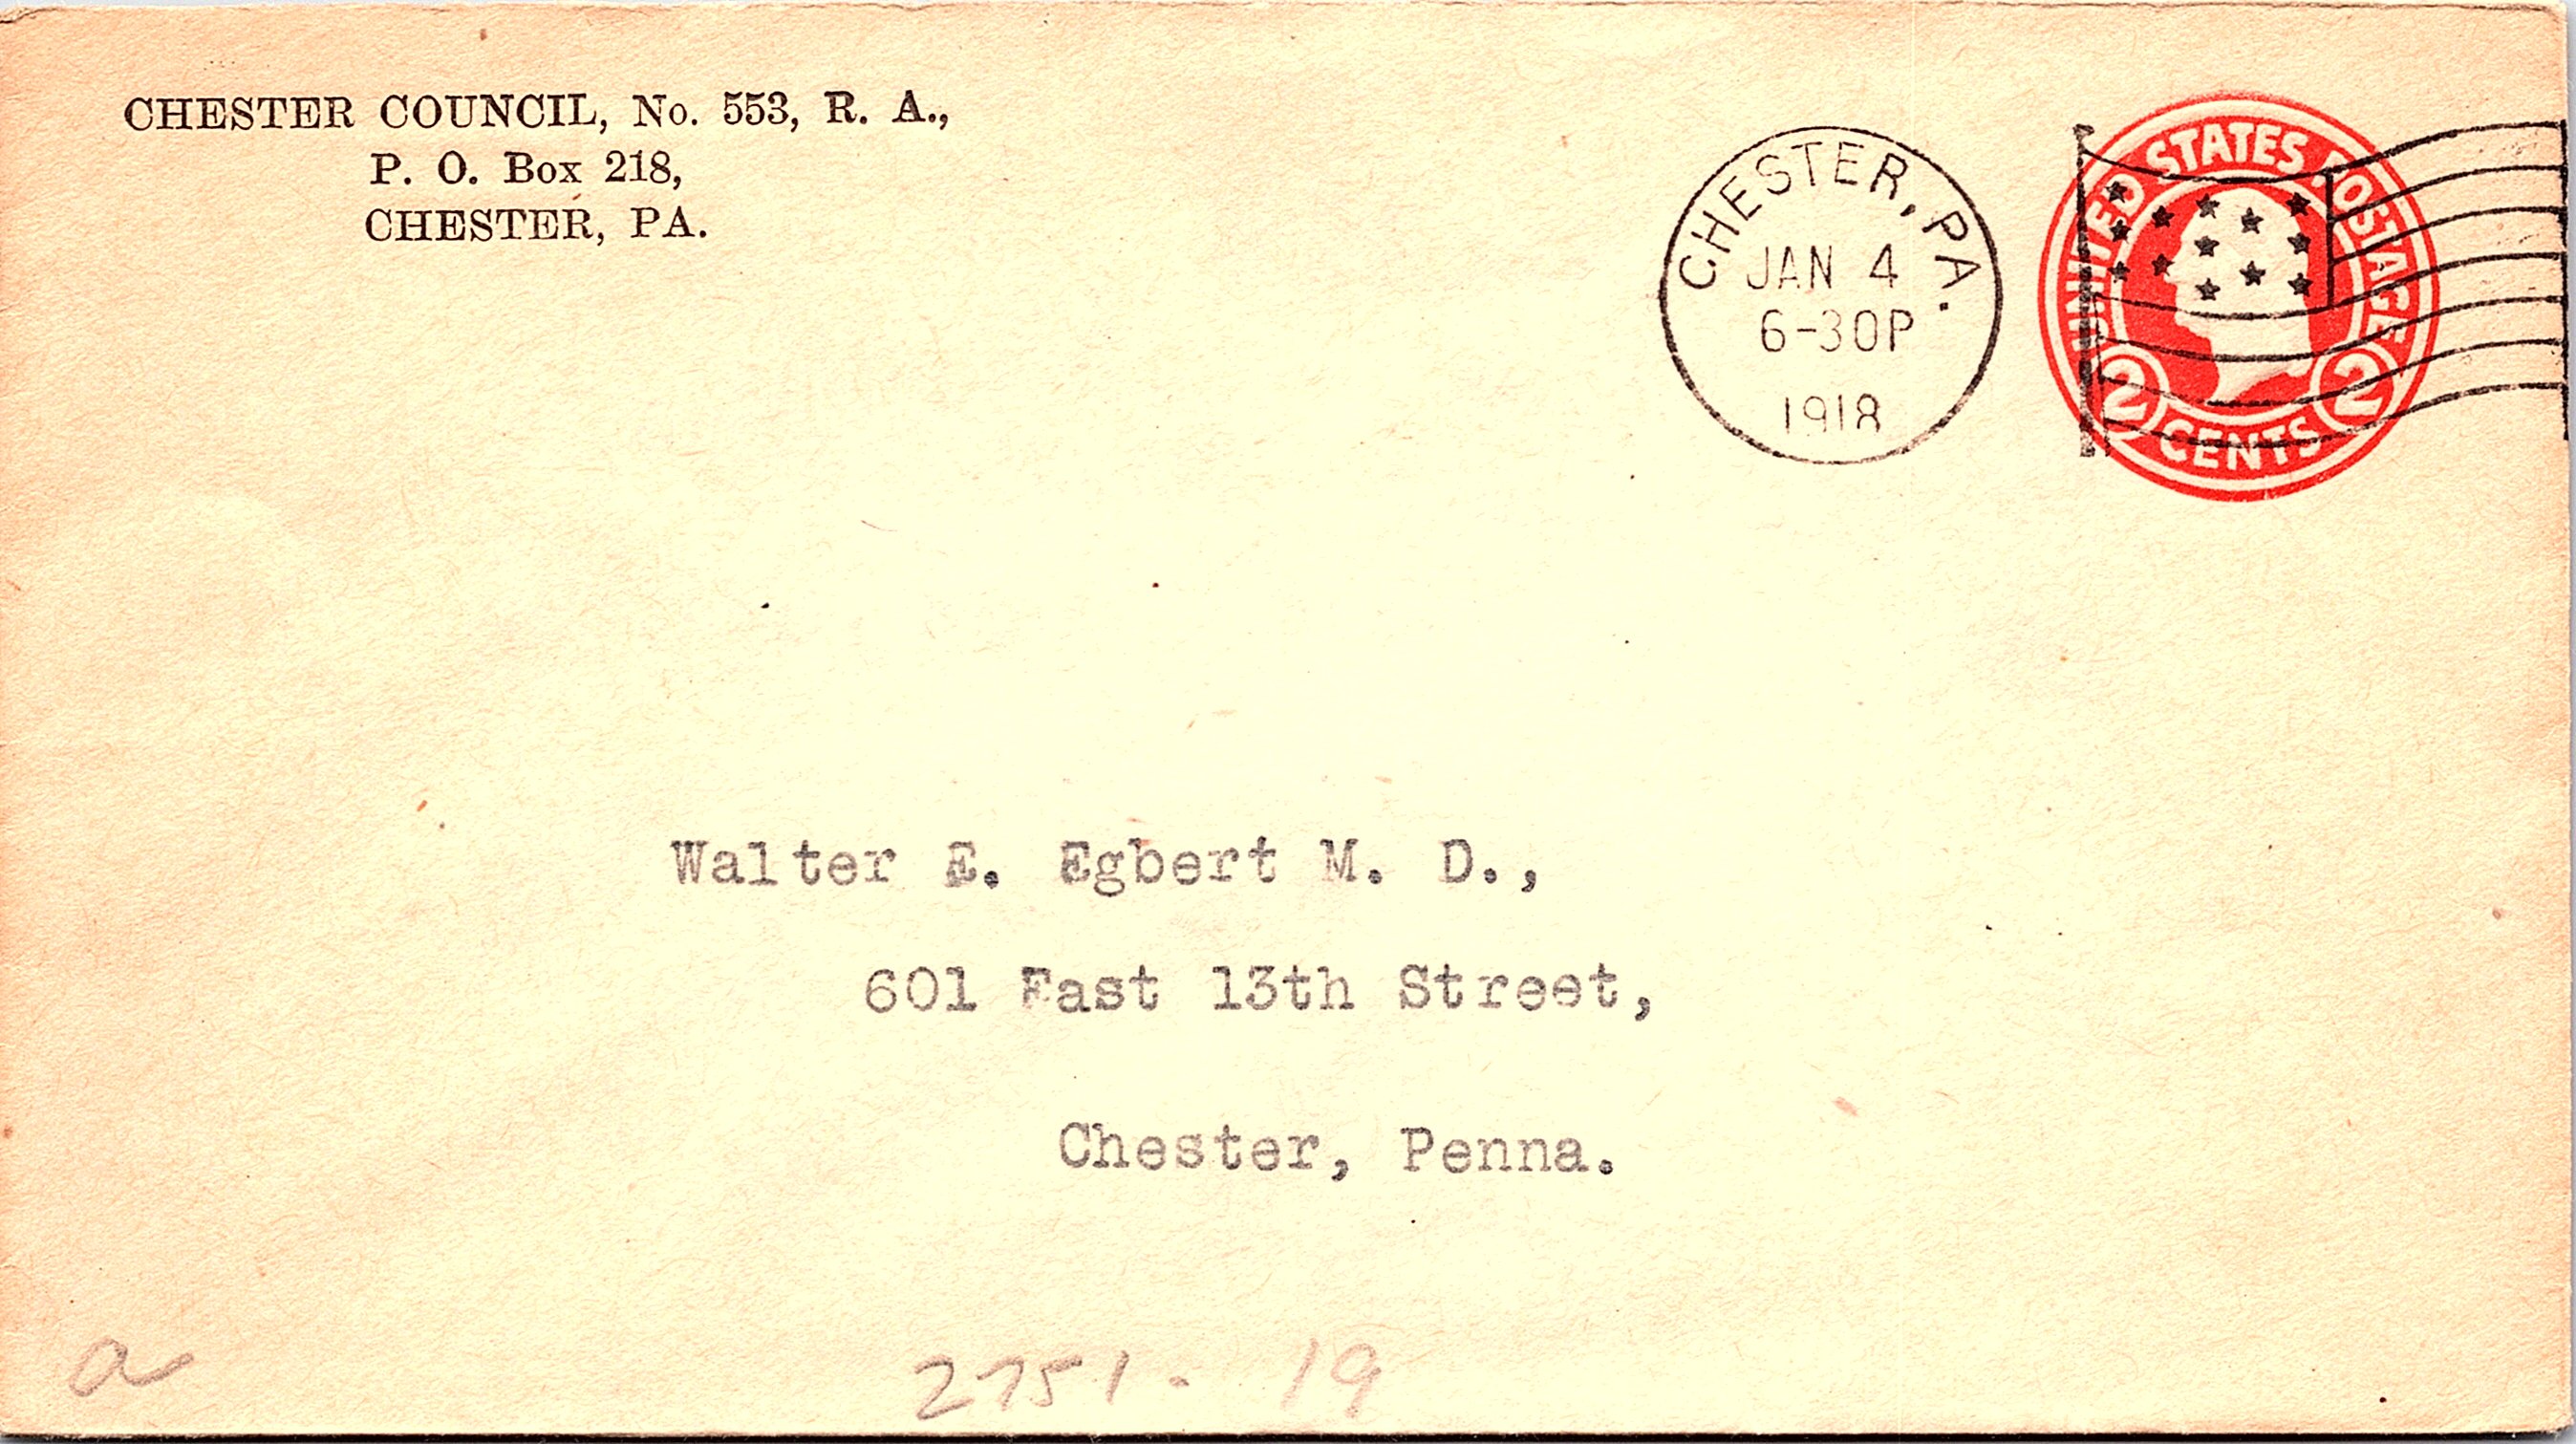 CHESTER COUNCIL, No. 553, R. A.,
P. O. Box 218,
CHESTER, PA.
CHESTER, PA.
JAN 4
6-30P
1918
UNITED STATES POSTAGE
2 CENTS 2
Walter E. Egbert M. D.,
601 East 13th Street,
Chester, Penna.
a
2751 - 19